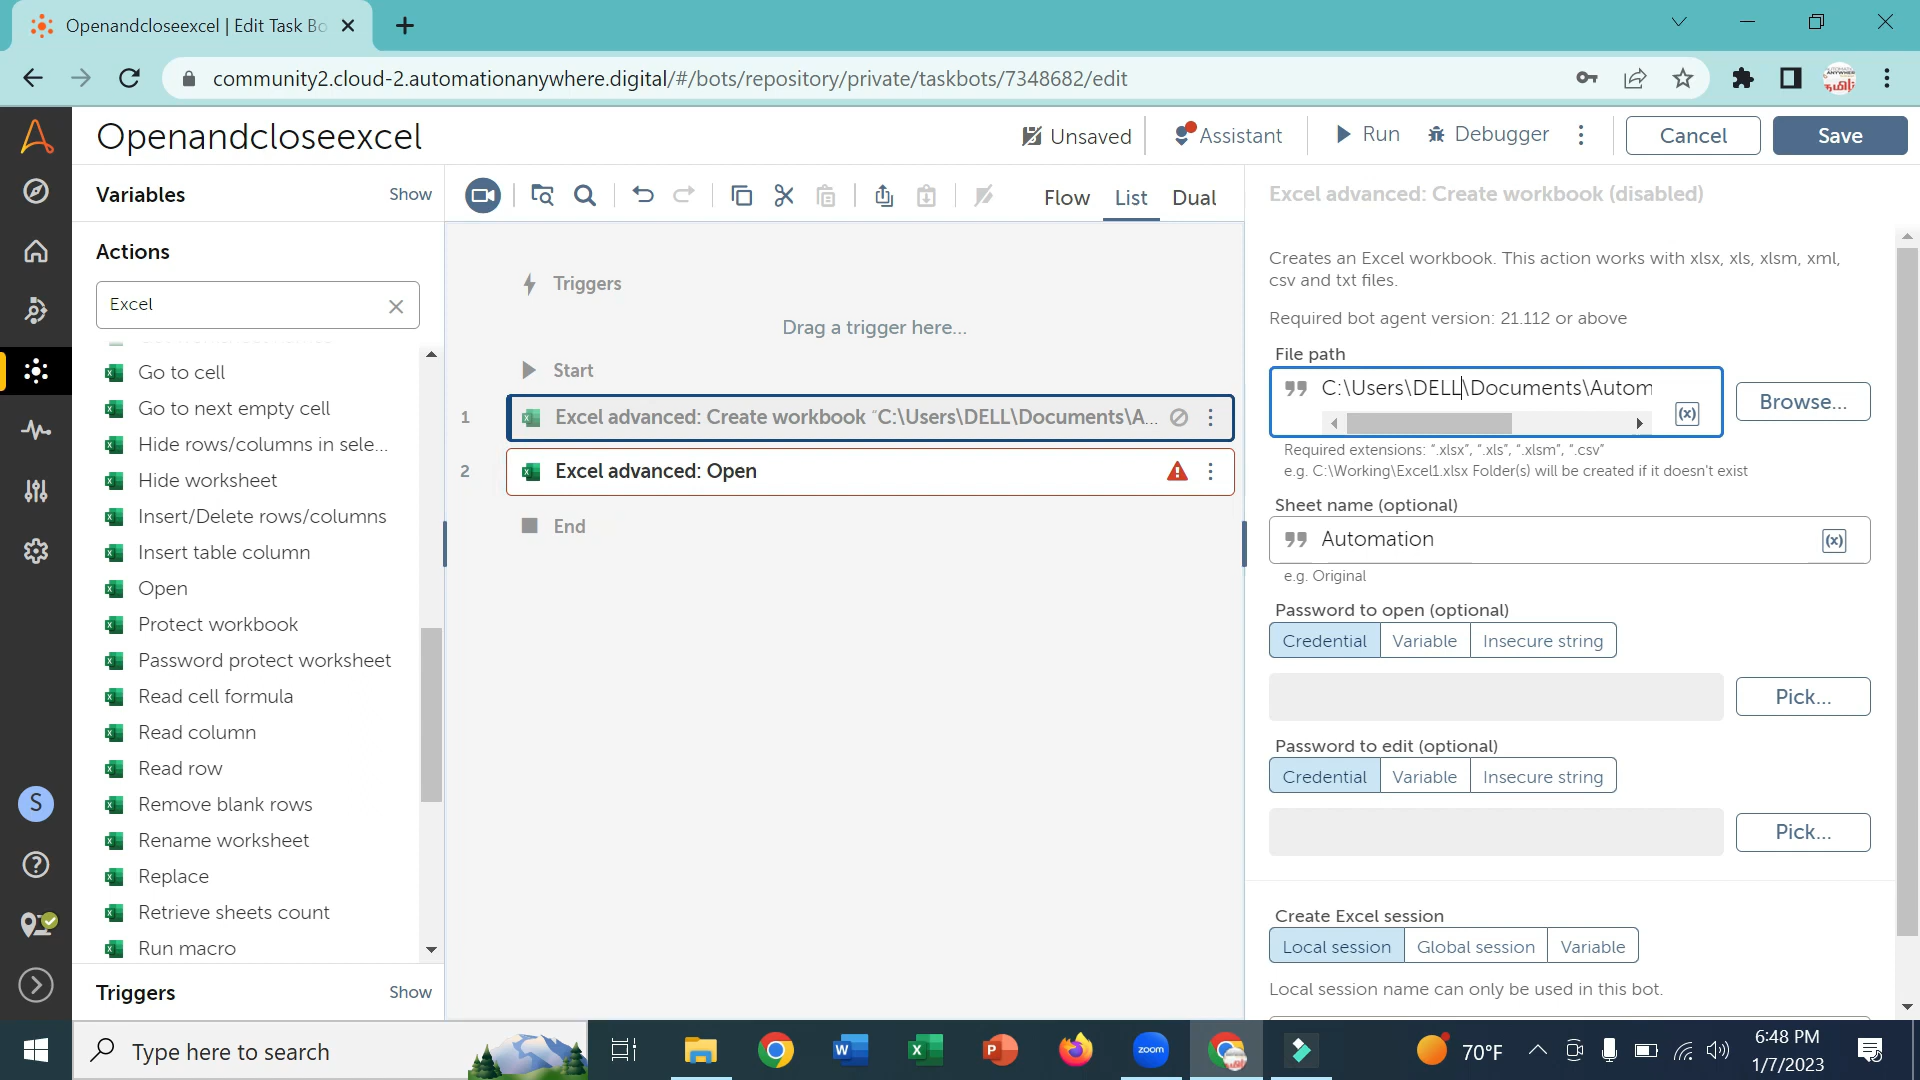 Openandcloseexcel | Edit Task Bo
community2.cloud-2.automationanywhere.digital/#/bots/repository/private/taskbots/7348682/edit
Openandcloseexcel
Unsaved
Assistant
Run
Debugger
Cancel
Save
Variables
Show
Flow
List
Dual
Excel advanced: Create workbook (disabled)
Actions
Excel
Go to cell
Go to next empty cell
Hide rows/columns in sele...
Hide worksheet
Insert/Delete rows/columns
Insert table column
Open
Protect workbook
Password protect worksheet
Read cell formula
Read column
Read row
Remove blank rows
Rename worksheet
Replace
Retrieve sheets count
Run macro
Triggers
Show
Triggers
Drag a trigger here...
Start
1
Excel advanced: Create workbook “C:\Users\DELL\Documents\A...
2
Excel advanced: Open
End
Creates an Excel workbook. This action works with xlsx, xls, xlsm, xml,
csv and txt files.
Required bot agent version: 21.112 or above
File path
C:\Users\DELL\Documents\Autom
(x)
Browse...
Required extensions: “.xlsx”, “.xls”, “.xlsm”, “.csv”
e.g. C:\Working\Excel1.xlsx Folder(s) will be created if it doesn't exist
Sheet name (optional)
Automation
(x)
e.g. Original
Password to open (optional)
Credential
Variable
Insecure string
Pick...
Password to edit (optional)
Credential
Variable
Insecure string
Pick...
Create Excel session
Local session
Global session
Variable
Local session name can only be used in this bot.
S
Type here to search
zoom
70°F
6:48 PM
1/7/2023